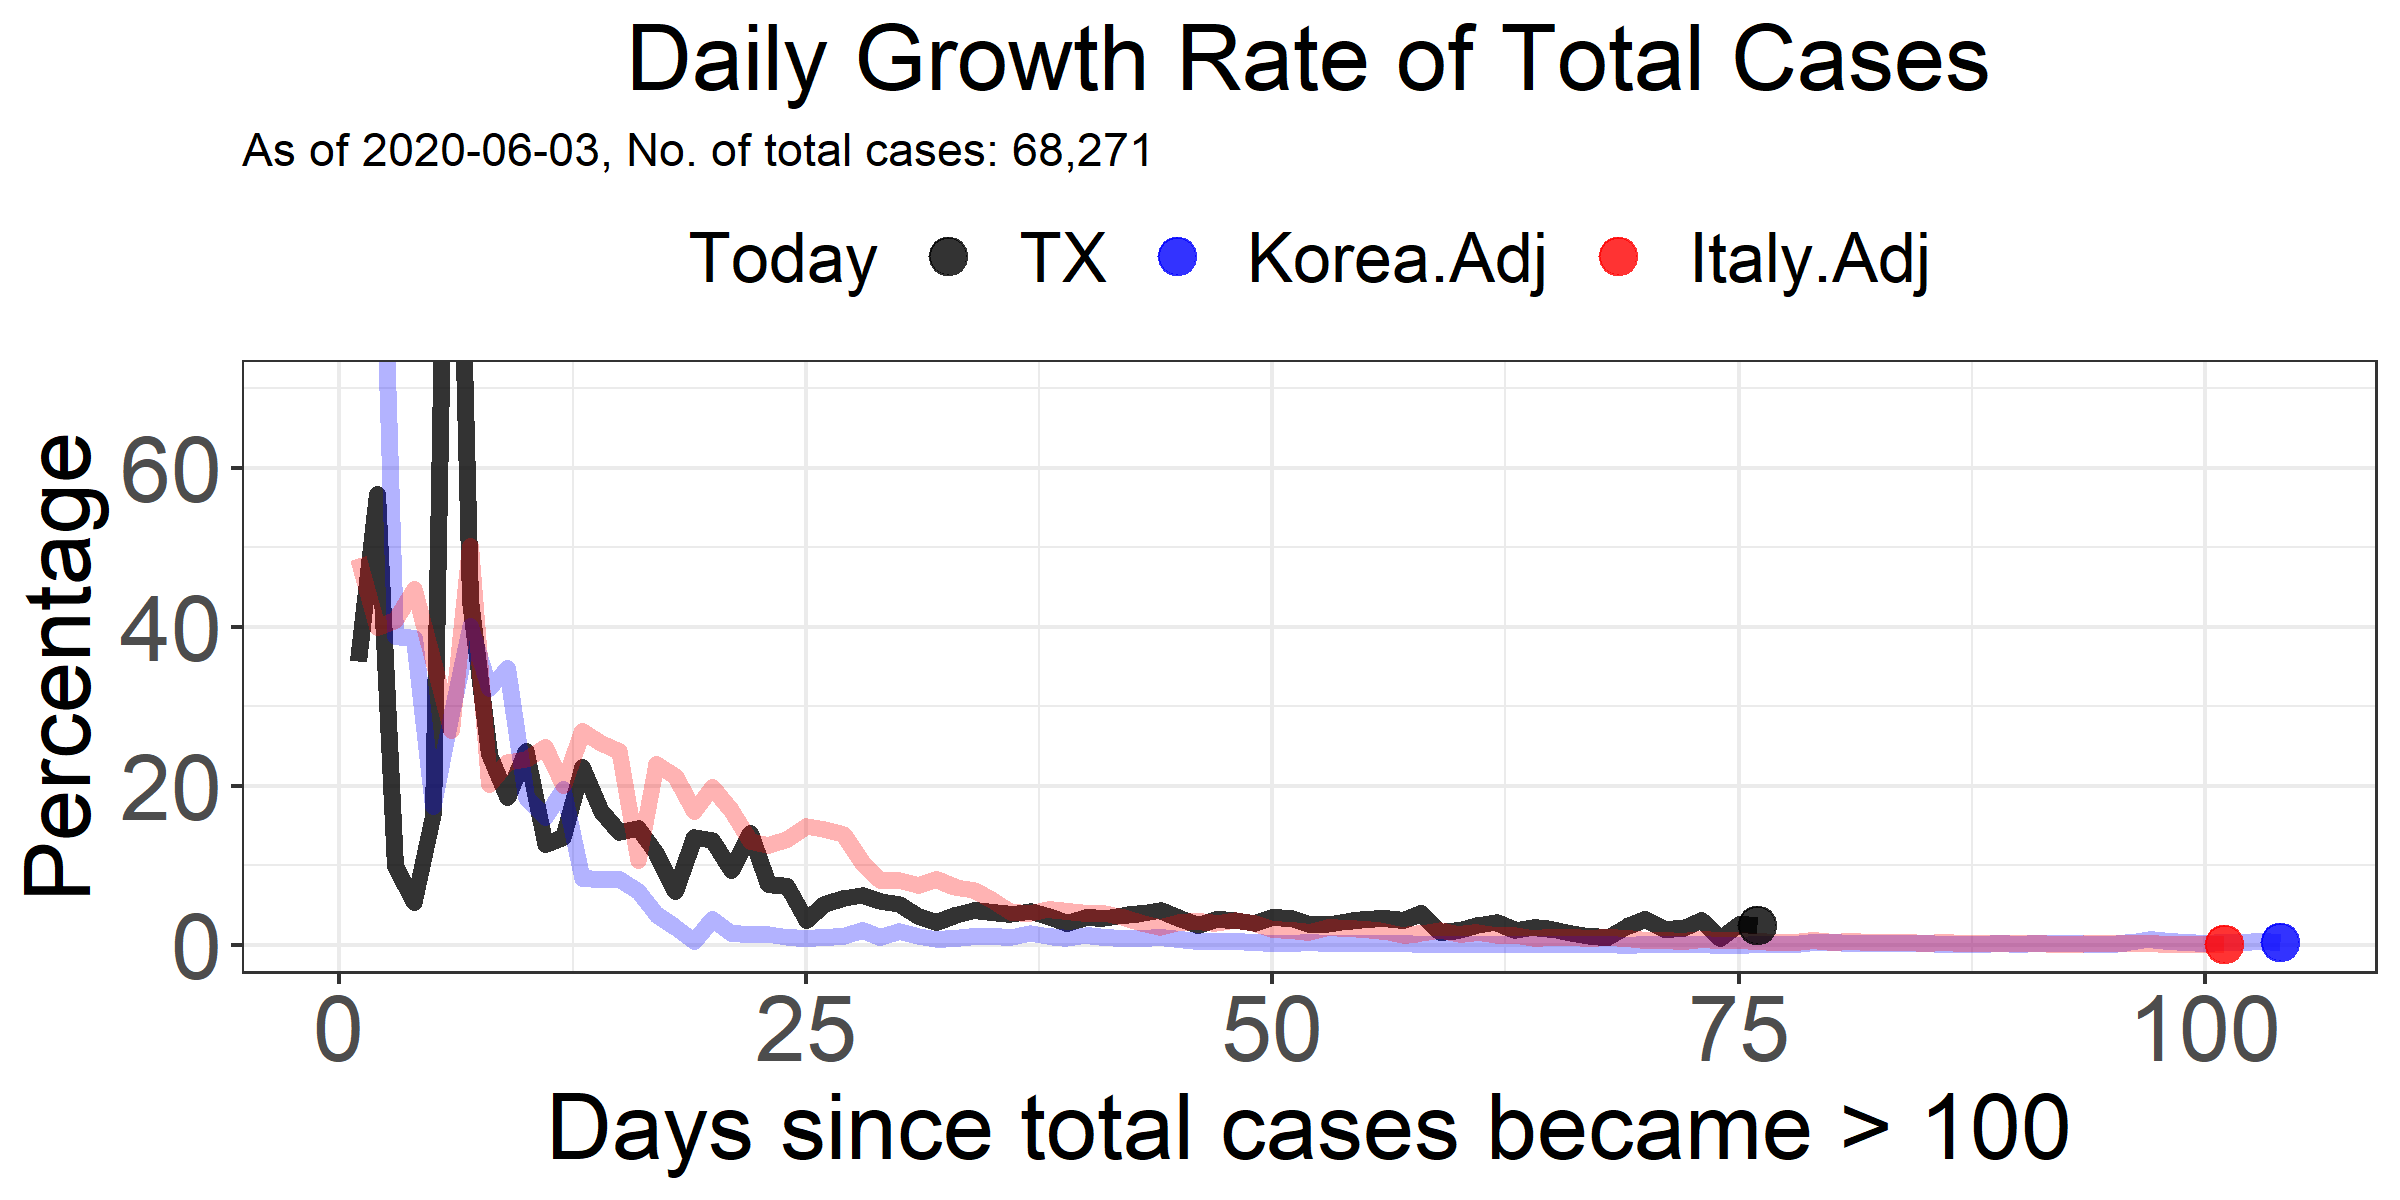 Daily Growth Rate of Total Cases
As of 2020-06-03, No. of total cases: 68,271
Today TX Korea.Adj Italy.Adj
Percentage
60
40
20
0
0 25 50 75 100
Days since total cases became > 100